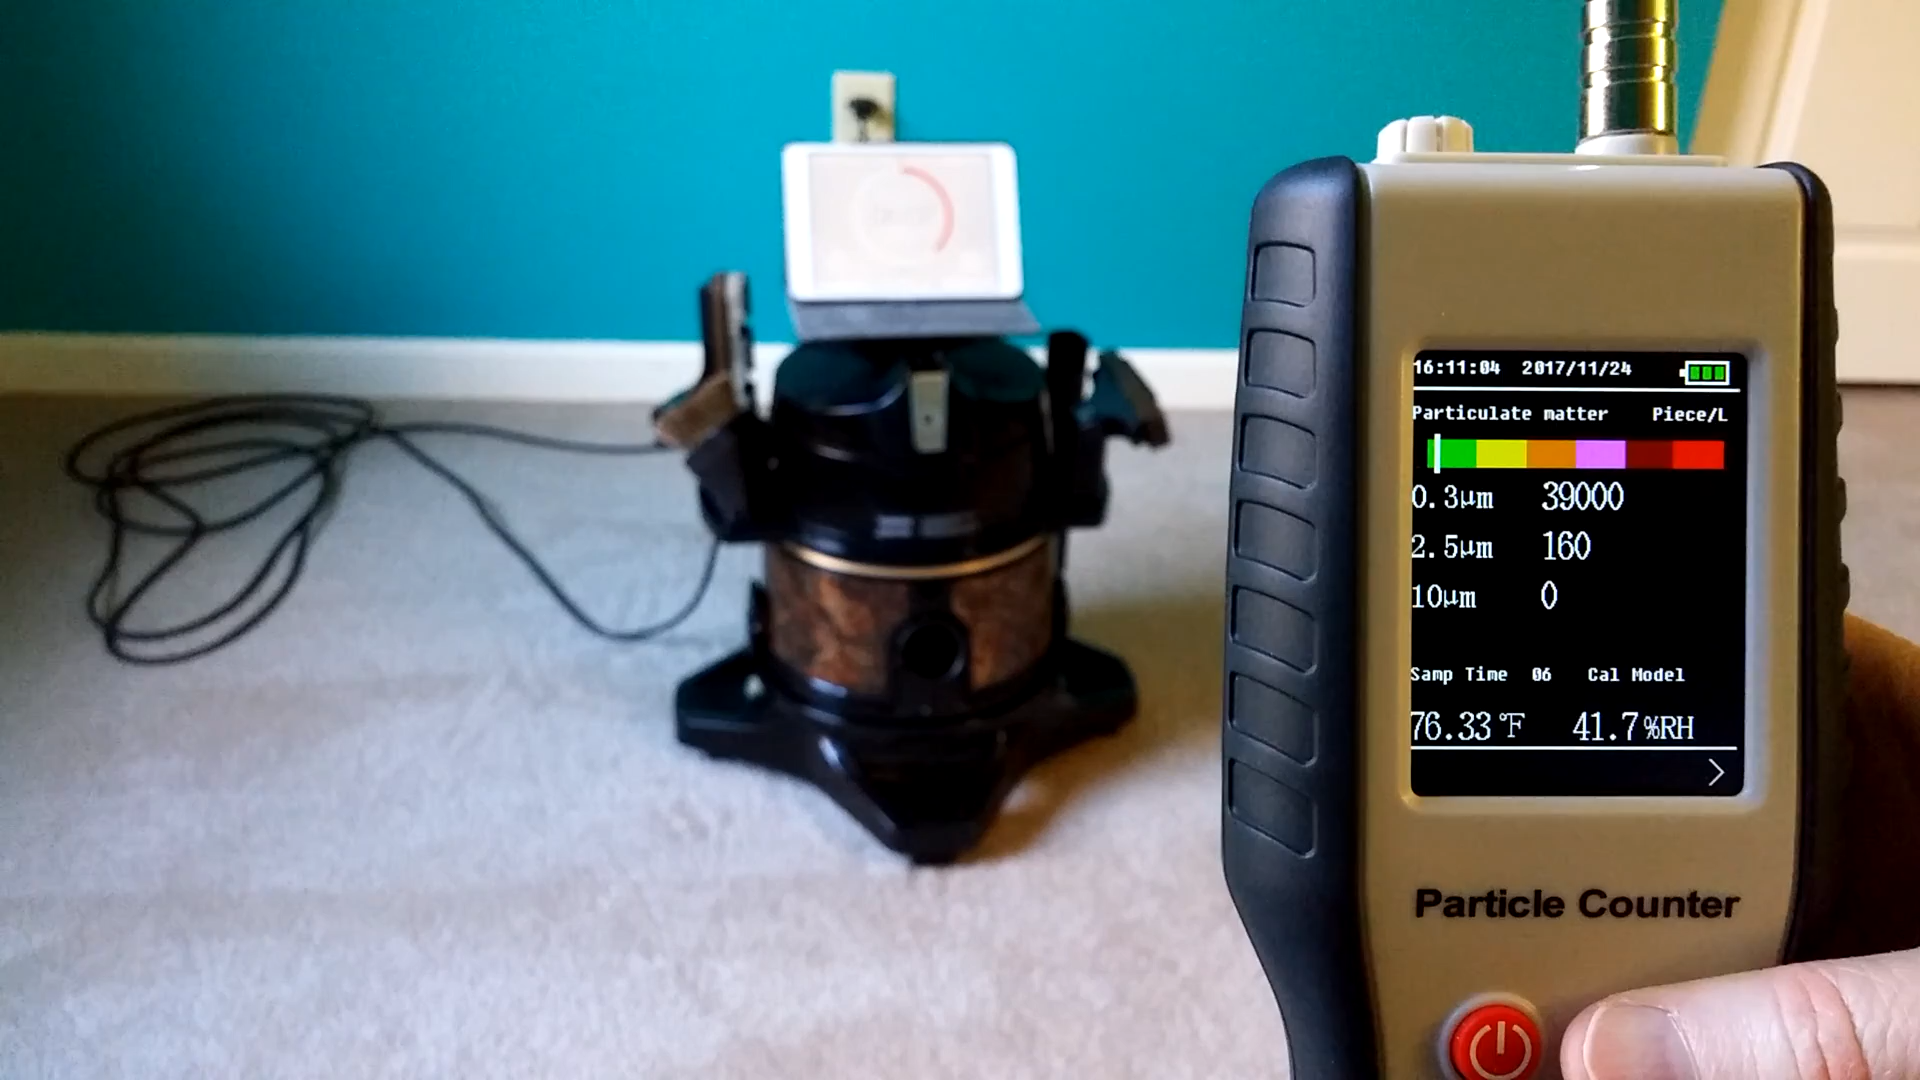 16:11:04 2017/11/24
Particulate matter Piece/L
0.3μm 39000
2.5μm 160
10μm 0
Samp Time 06 Cal Model
76.33 °F 41.7%RH
Particle Counter